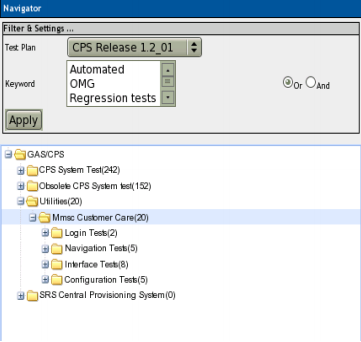 Navigator
Filter & Settings ...
Test Plan CPS Release 1.2_01
Automated
Keyword OMG Or And
Regression tests
Apply
GAS/CPS
CPS System Test(242)
Obsolete CPS System test(152)
Utilities(20)
Mmsc Customer Care(20)
Login Tests(2)
Navigation Tests(5)
Interface Tests(8)
Configuration Tests(5)
SRS Central Provisioning System(0)